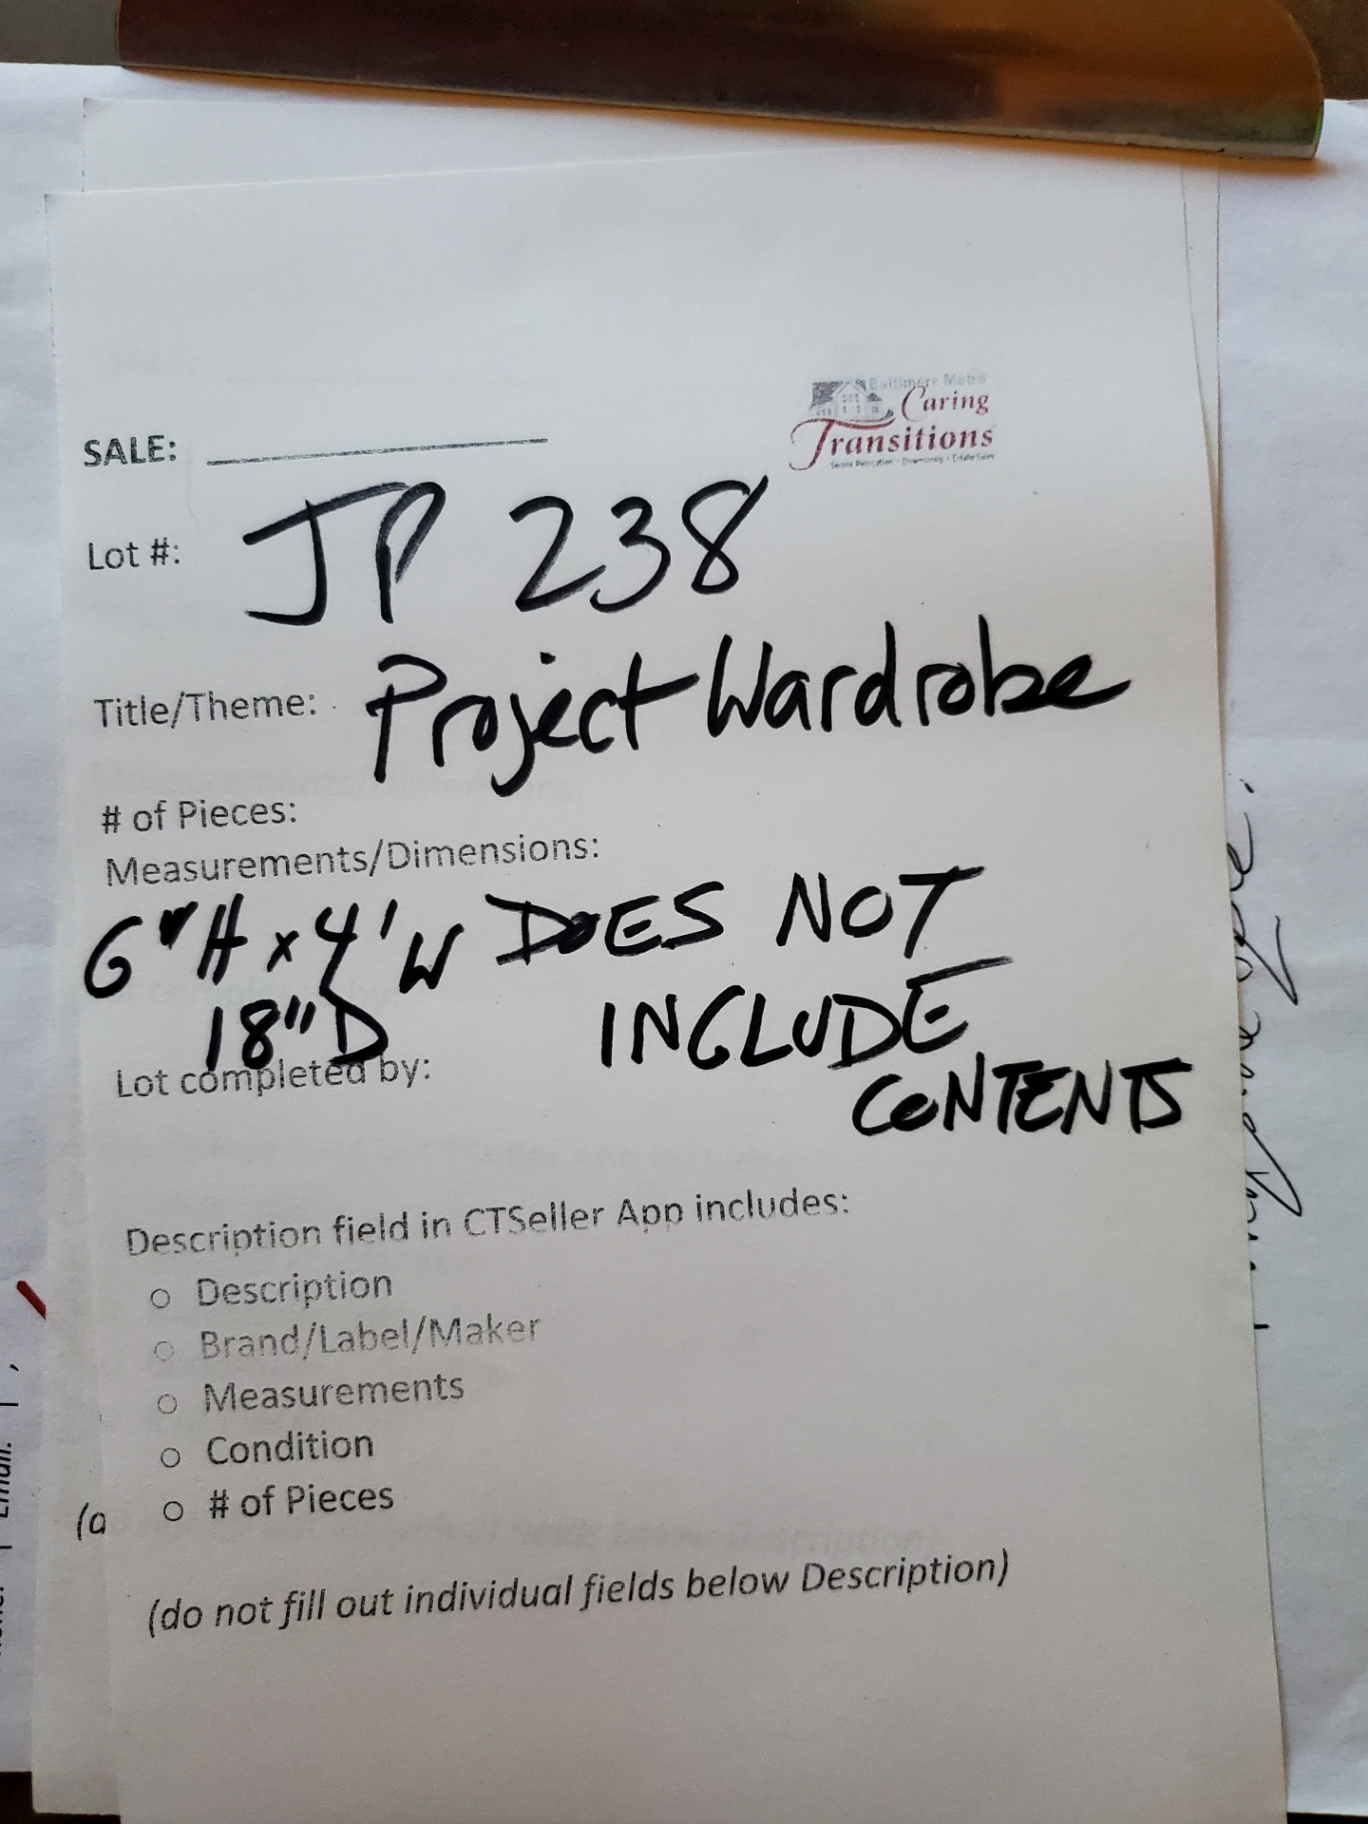 Baltimore Metro
Caring
Transitions
SALE:
Lot #: JP 238
Title/Theme: Project Wardrobe
# of Pieces:
Measurements/Dimensions:
6"H x 4'W DOES NOT
18"D INCLUDE
CONTENTS
Lot completed by:
Description field in CTSeller App includes:
○ Description
○ Brand/Label/Maker
○ Measurements
○ Condition
○ # of Pieces
(a
(do not fill out individual fields below Description)
Email: